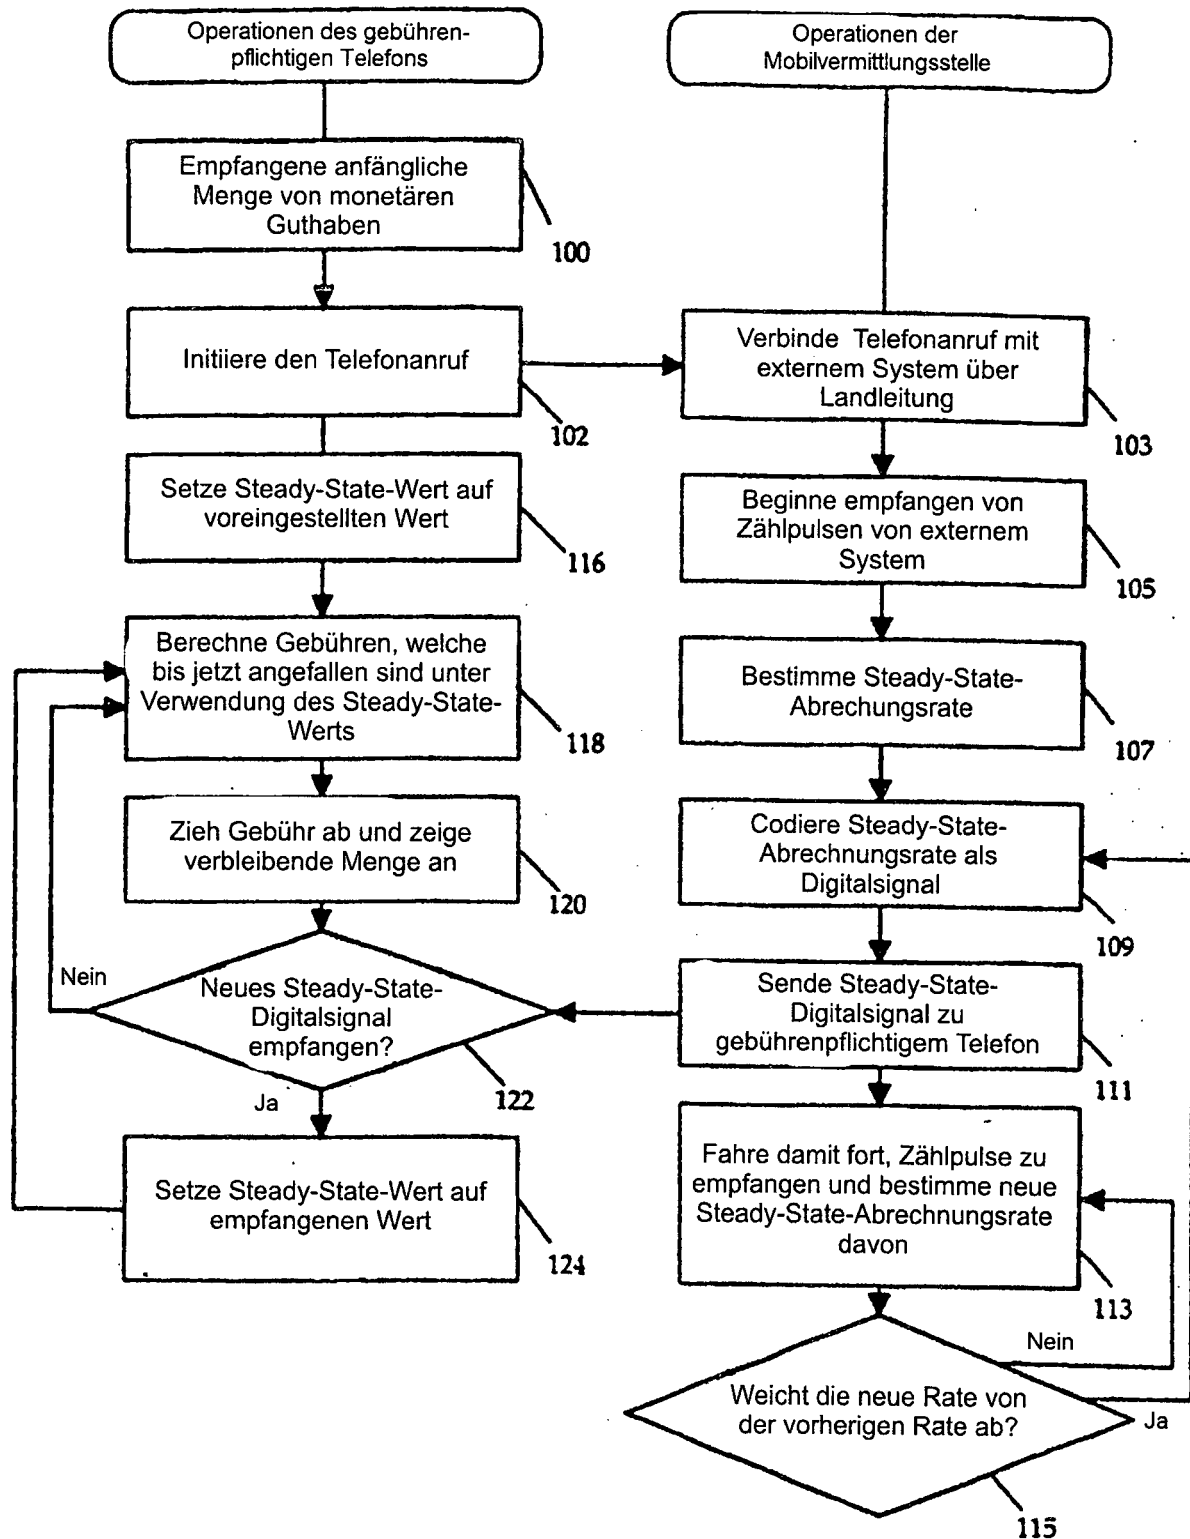 Operationen des gebühren-
pflichtigen Telefons
Operationen der
Mobilvermittlungsstelle
Empfangene anfängliche
Menge von monetären
Guthaben
100
Initiiere den Telefonanruf
102
Verbinde Telefonanruf mit
externem System über
Landleitung
103
Setze Steady-State-Wert auf
voreingestellten Wert
116
Beginne empfangen von
Zählpulsen von externem
System
105
Berechne Gebühren, welche
bis jetzt angefallen sind unter
Verwendung des Steady-State-
Werts
118
Bestimme Steady-State-
Abrechungsrate
107
Zieh Gebühr ab und zeige
verbleibende Menge an
120
Codiere Steady-State-
Abrechnungsrate als
Digitalsignal
109
Nein
Neues Steady-State-
Digitalsignal
empfangen?
122
Ja
Sende Steady-State-
Digitalsignal zu
gebührenpflichtigem Telefon
111
Setze Steady-State-Wert auf
empfangenen Wert
124
Fahre damit fort, Zählpulse zu
empfangen und bestimme neue
Steady-State-Abrechnungsrate
davon
113
Nein
Weicht die neue Rate von
der vorherigen Rate ab?
Ja
115